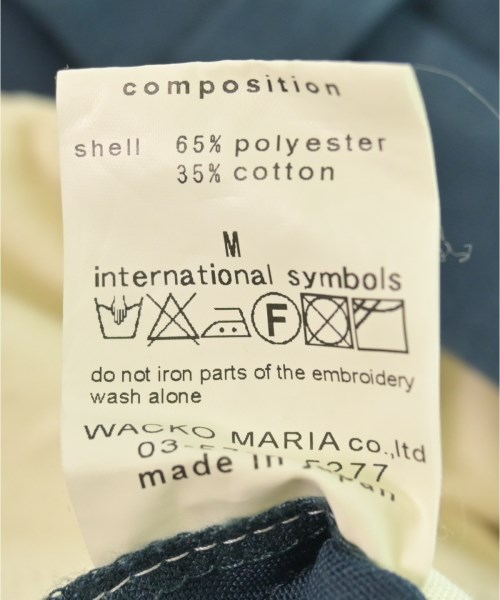 composition
shell 65% polyester
35% cotton
M
international symbols
F
do not iron parts of the embroidery
wash alone
WACKO MARIA co.,ltd
03-
made in